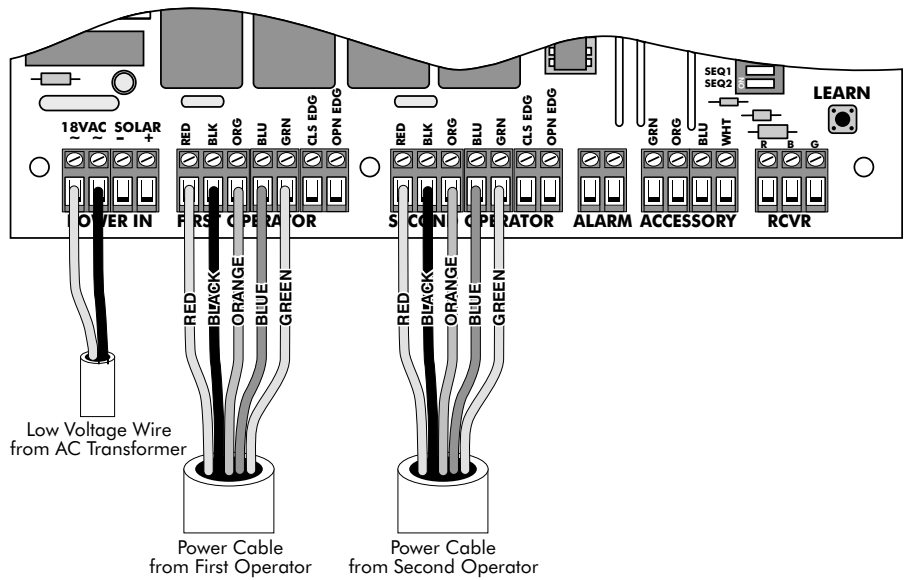 SEQ1
SEQ2
ON
LEARN
18VAC SOLAR
~ ~ – +
RED BLK ORG BLU GRN CLS EDG OPN EDG
RED BLK ORG BLU GRN CLS EDG OPN EDG
GRN ORG BLU WHT
R B G
POWER IN
FIRST OPERATOR
SECOND OPERATOR
ALARM
ACCESSORY
RCVR
RED BLACK ORANGE BLUE GREEN
RED BLACK ORANGE BLUE GREEN
Low Voltage Wire
from AC Transformer
Power Cable
from First Operator
Power Cable
from Second Operator